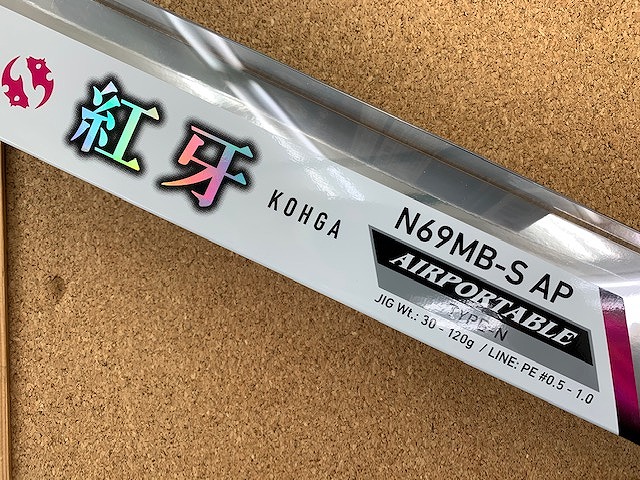 紅牙
KOHGA
N69MB-S AP
AIRPORTABLE
TYPE-N
JIG Wt.: 30 - 120g / LINE: PE #0.5 - 1.0